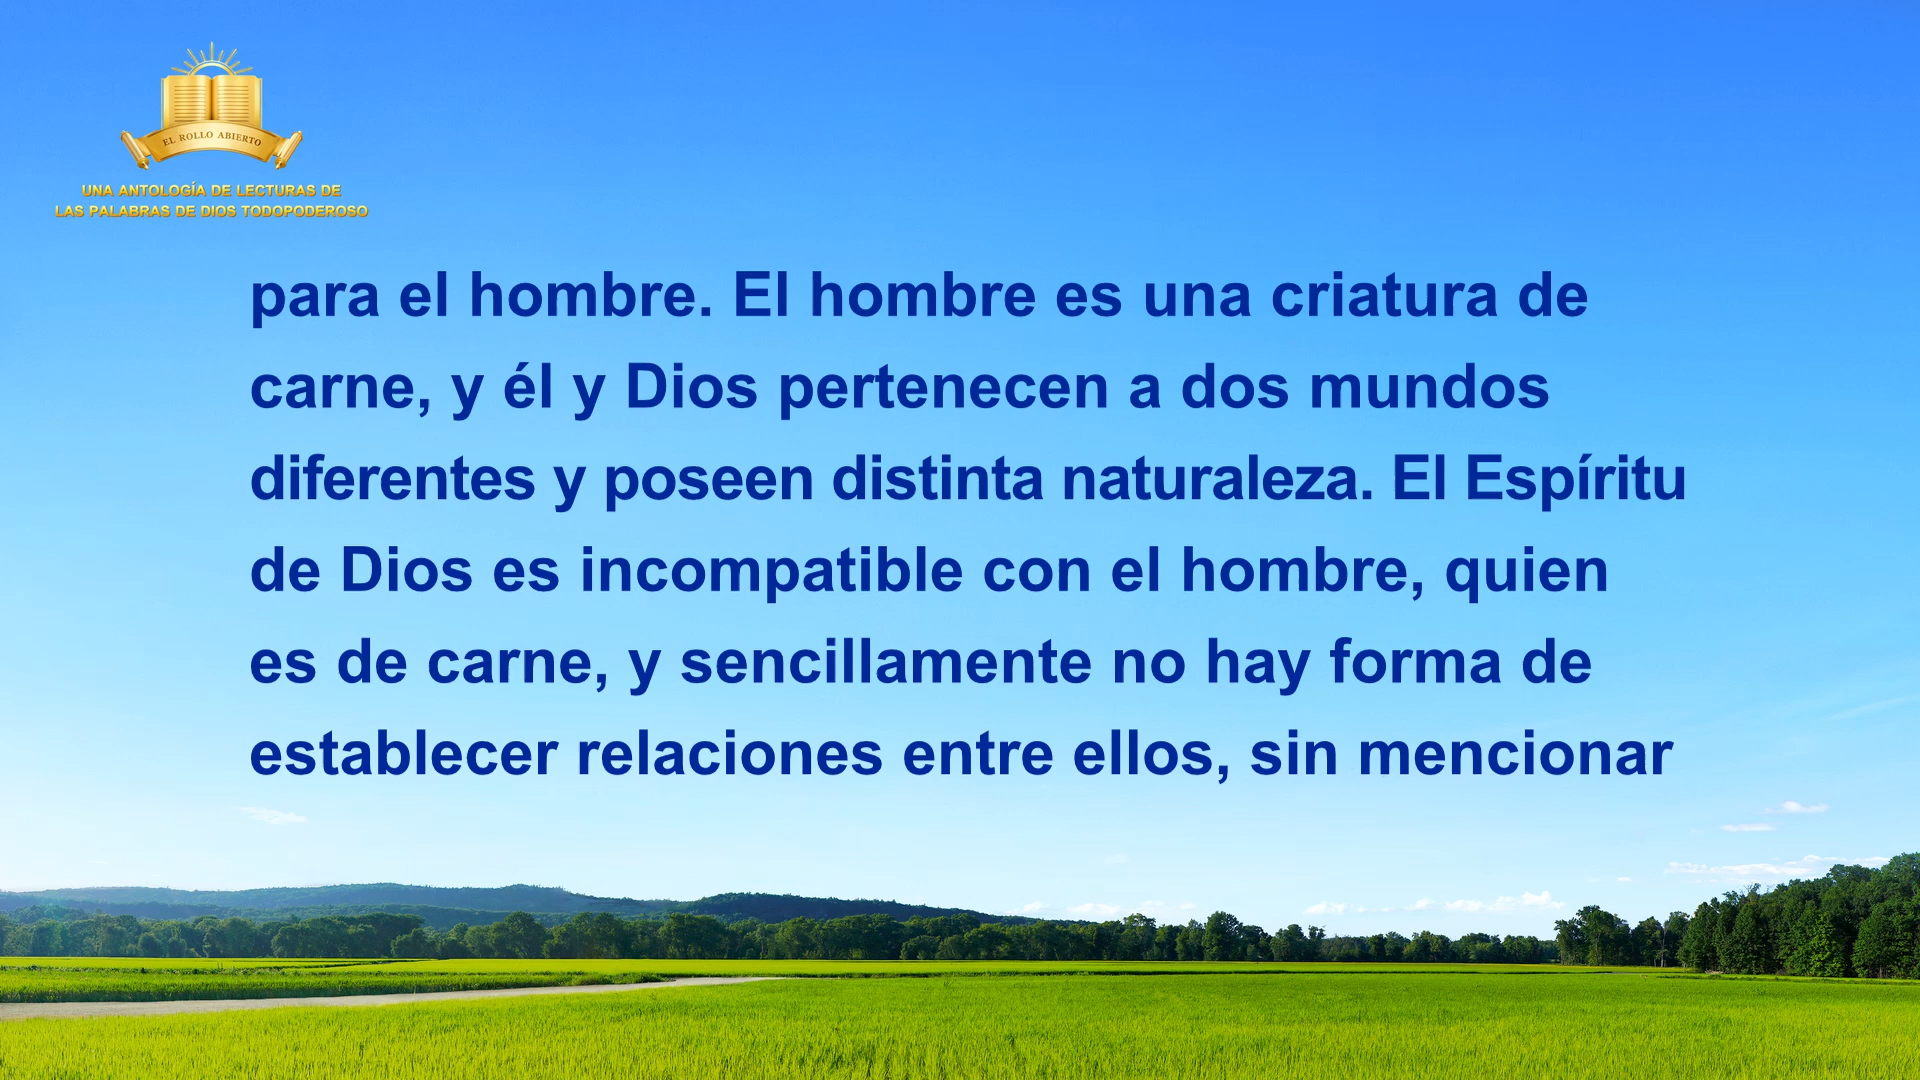 EL ROLLO ABIERTO
UNA ANTOLOGÍA DE LECTURAS DE
LAS PALABRAS DE DIOS TODOPODEROSO
para el hombre. El hombre es una criatura de
carne, y él y Dios pertenecen a dos mundos
diferentes y poseen distinta naturaleza. El Espíritu
de Dios es incompatible con el hombre, quien
es de carne, y sencillamente no hay forma de
establecer relaciones entre ellos, sin mencionar